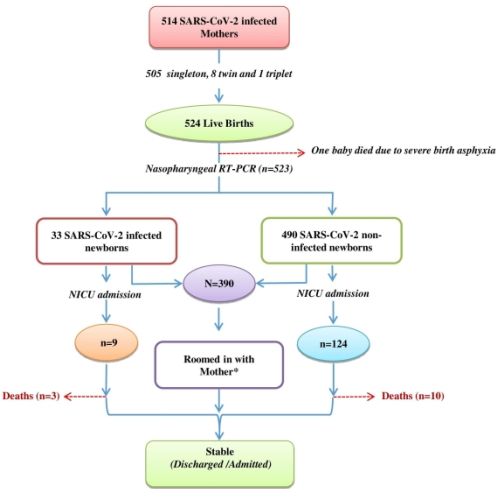 514 SARS-CoV-2 infected
Mothers
505 singleton, 8 twin and 1 triplet
524 Live Births
One baby died due to severe birth asphyxia
Nasopharyngeal RT-PCR (n=523)
33 SARS-CoV-2 infected
newborns
490 SARS-CoV-2 non-
infected newborns
N=390
NICU admission
NICU admission
n=9
n=124
Roomed in with
Mother*
Deaths (n=3)
Deaths (n=10)
Stable
(Discharged /Admitted)